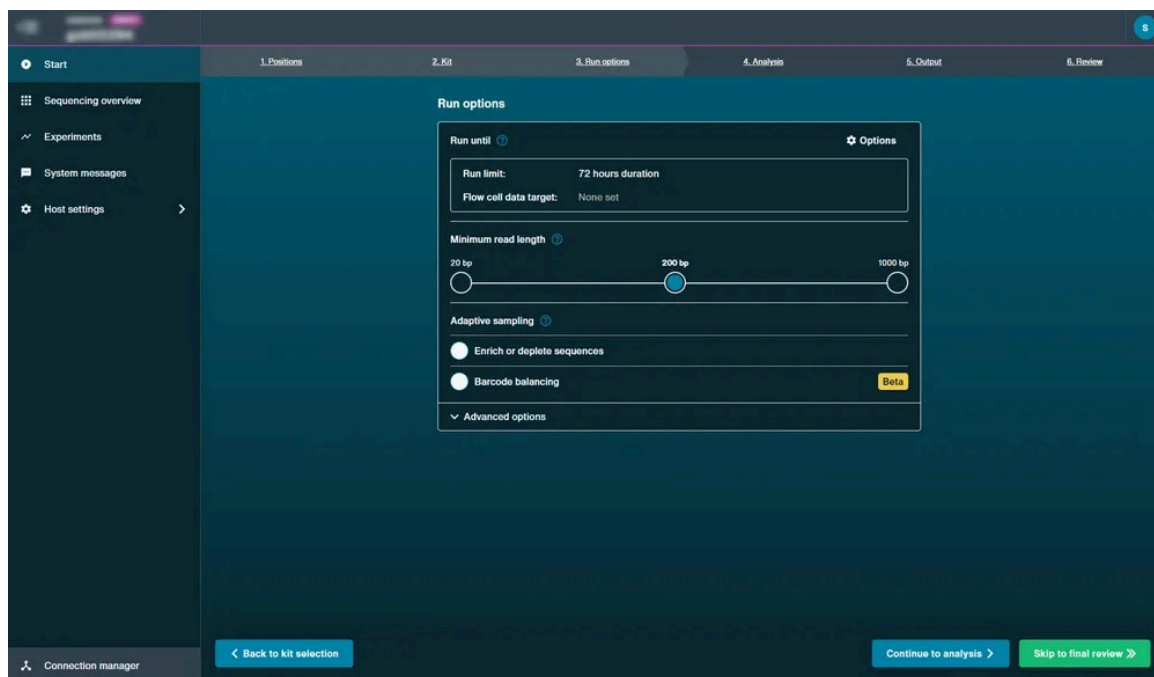 S
Start
1. Positions
2. Kit
3. Run options
4. Analysis
5. Output
6. Review
Sequencing overview
Experiments
System messages
Host settings
Run options
Run until ?
Options
Run limit: 72 hours duration
Flow cell data target: None set
Minimum read length ?
20 bp 200 bp 1000 bp
Adaptive sampling ?
Enrich or deplete sequences
Barcode balancing Beta
Advanced options
Connection manager
Back to kit selection
Continue to analysis
Skip to final review